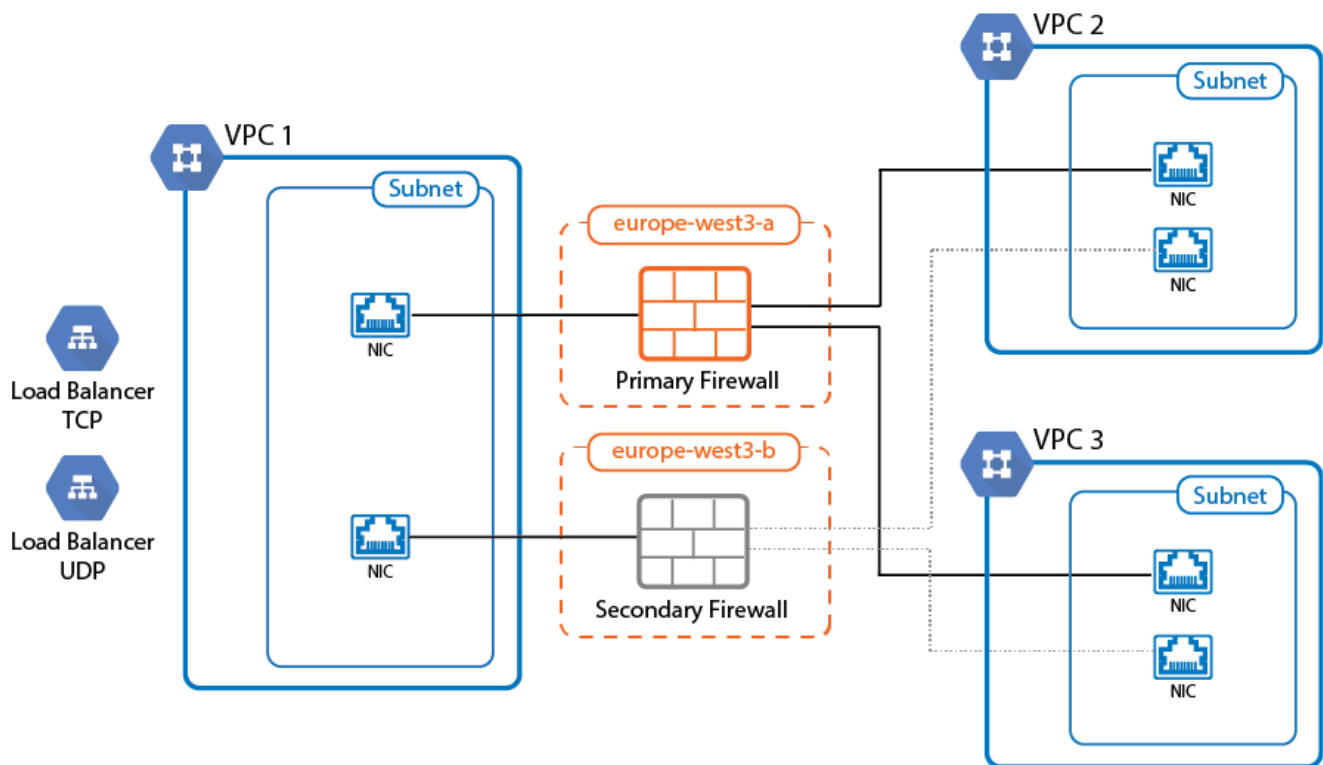 VPC 2
Subnet
NIC
NIC
VPC 1
Subnet
NIC
NIC
europe-west3-a
Primary Firewall
europe-west3-b
Secondary Firewall
Load Balancer
TCP
Load Balancer
UDP
VPC 3
Subnet
NIC
NIC